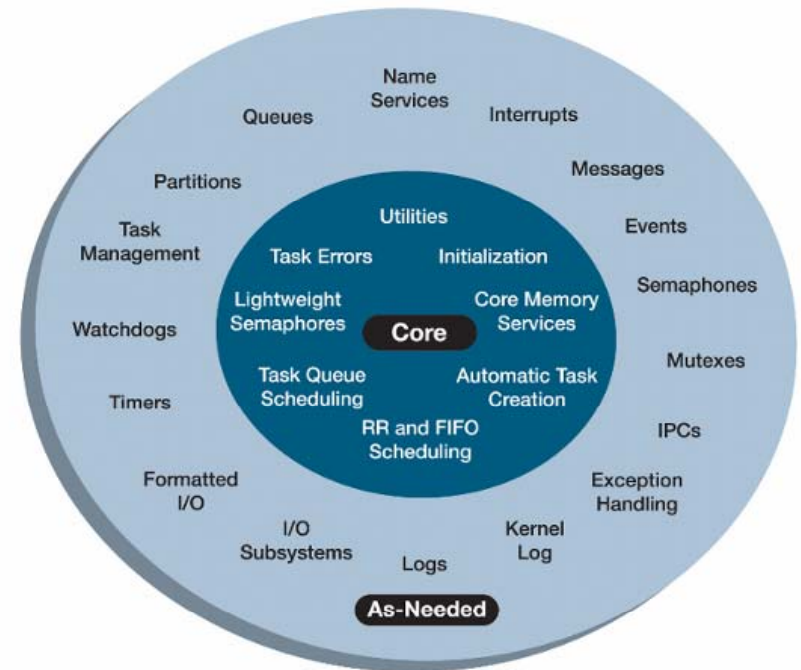 Name
Services
Queues
Interrupts
Messages
Partitions
Events
Task
Management
Semaphones
Watchdogs
Mutexes
Timers
IPCs
Formatted
I/O
Exception
Handling
I/O
Subsystems
Kernel
Log
Logs
As-Needed
Utilities
Task Errors
Initialization
Lightweight
Semaphores
Core Memory
Services
Core
Task Queue
Scheduling
Automatic Task
Creation
RR and FIFO
Scheduling